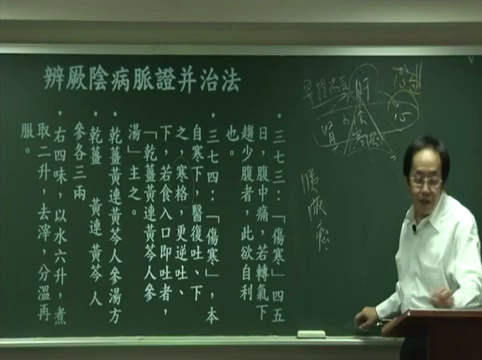 辨厥陰病脈證并治法
• 三七三：「傷寒」四五
日，腹中痛，若轉氣下
趨少腹者，此欲自利
也。
• 三七四：「傷寒」，本
自寒下，醫復吐、下
之，寒格，更逆吐、
下，若食入口即吐者，
「乾薑黃連黃芩人參
湯」主之。
• 乾薑黃連黃芩人參湯方
• 乾薑　黃連　黃芩　人
參各三兩
• 右四味，以水六升，煮
取二升，去滓，分溫再
服。
肝
心
腎